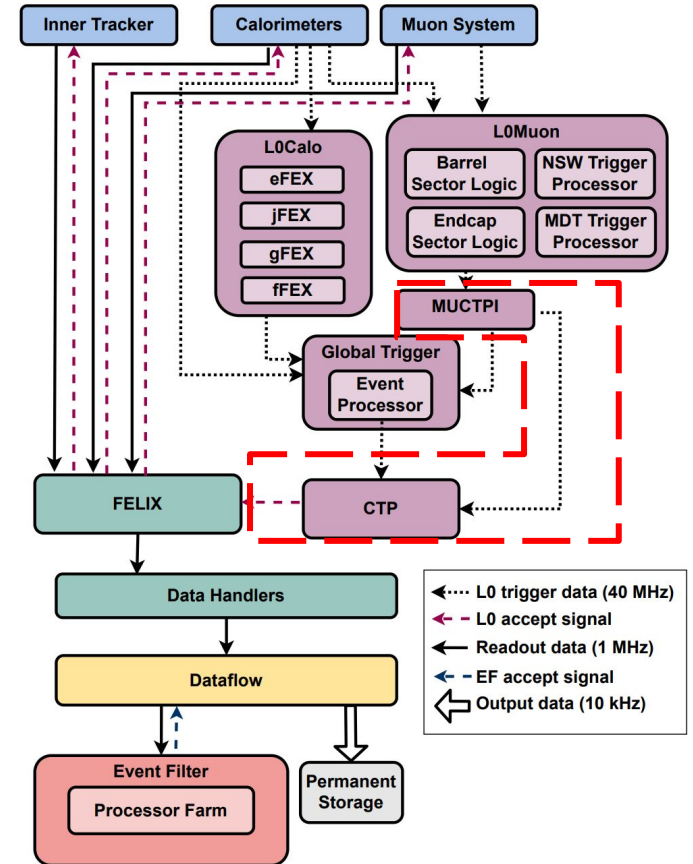 Inner Tracker
Calorimeters
Muon System
L0Calo
eFEX
jFEX
gFEX
fFEX
L0Muon
Barrel
Sector Logic
NSW Trigger
Processor
Endcap
Sector Logic
MDT Trigger
Processor
MUCTPI
Global Trigger
Event
Processor
FELIX
CTP
Data Handlers
Dataflow
Event Filter
Processor Farm
Permanent
Storage
L0 trigger data (40 MHz)
L0 accept signal
Readout data (1 MHz)
EF accept signal
Output data (10 kHz)